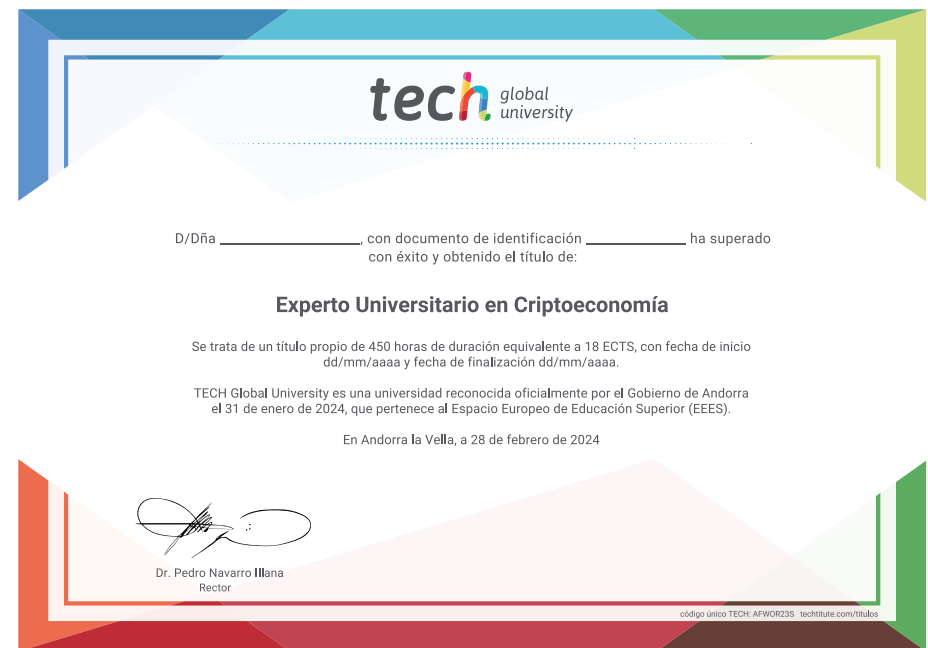 tech global university
D/Dña ____________, con documento de identificación ____________ ha superado
con éxito y obtenido el título de:
Experto Universitario en Criptoeconomía
Se trata de un título propio de 450 horas de duración equivalente a 18 ECTS, con fecha de inicio
dd/mm/aaaa y fecha de finalización dd/mm/aaaa.
TECH Global University es una universidad reconocida oficialmente por el Gobierno de Andorra
el 31 de enero de 2024, que pertenece al Espacio Europeo de Educación Superior (EEES).
En Andorra la Vella, a 28 de febrero de 2024
Dr. Pedro Navarro Illana
Rector
código único TECH: AFWOR23S techtitute.com/titulos